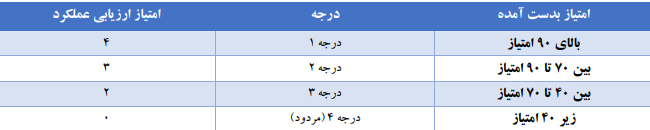 امتیاز بدست آمده درجه امتیاز ارزیابی عملکرد
بالای ۹۰ امتیاز درجه ۱ ۴
بین ۷۰ تا ۹۰ امتیاز درجه ۲ ۳
بین ۴۰ تا ۷۰ امتیاز درجه ۳ ۲
زیر ۴۰ امتیاز درجه ۴ (مردود) ۰